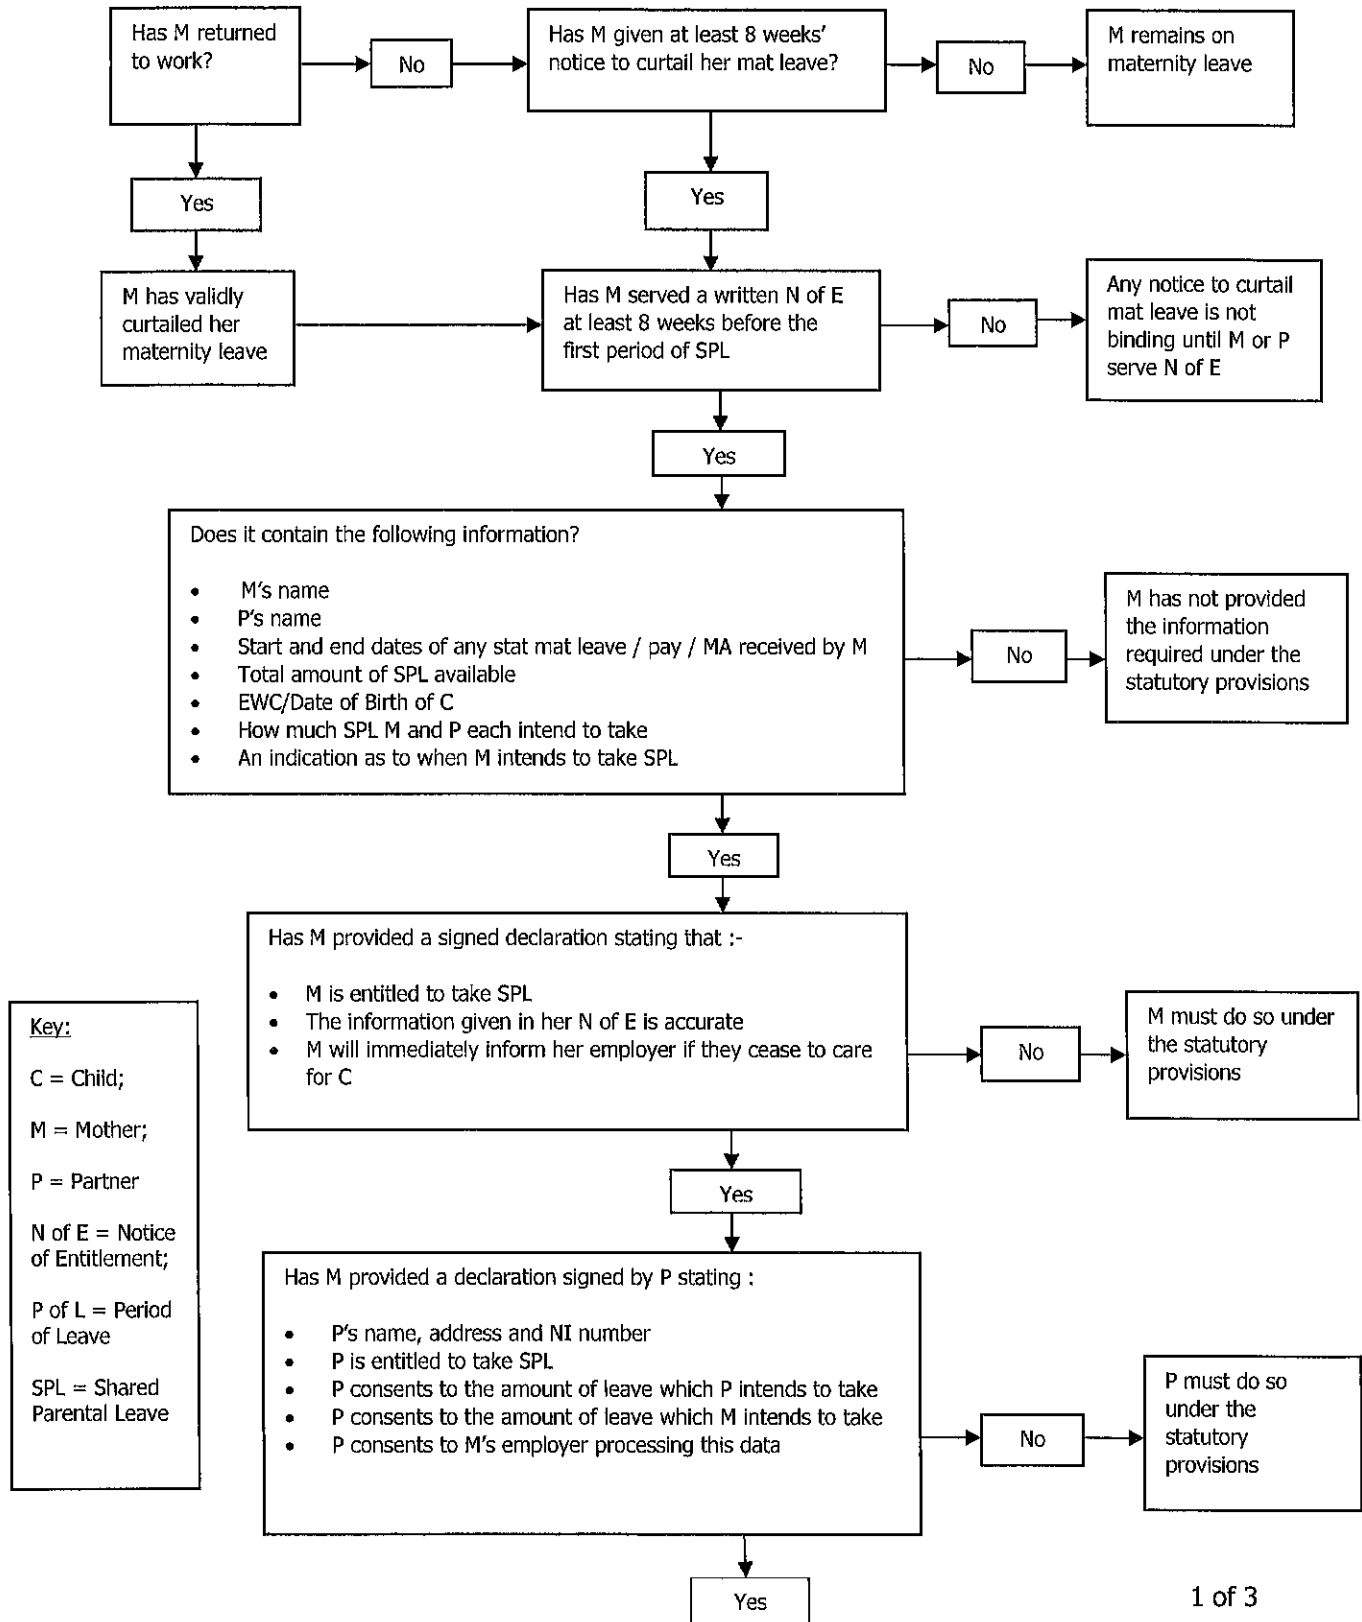 Has M returned
to work?
No
Has M given at least 8 weeks'
notice to curtail her mat leave?
No
M remains on
maternity leave
Yes
Yes
M has validly
curtailed her
maternity leave
Has M served a written N of E
at least 8 weeks before the
first period of SPL
No
Any notice to curtail
mat leave is not
binding until M or P
serve N of E
Yes
Does it contain the following information?
• M's name
• P's name
• Start and end dates of any stat mat leave / pay / MA received by M
• Total amount of SPL available
• EWC/Date of Birth of C
• How much SPL M and P each intend to take
• An indication as to when M intends to take SPL
No
M has not provided
the information
required under the
statutory provisions
Yes
Has M provided a signed declaration stating that :-
• M is entitled to take SPL
• The information given in her N of E is accurate
• M will immediately inform her employer if they cease to care
for C
No
M must do so under
the statutory
provisions
Key:
C = Child;
M = Mother;
P = Partner
N of E = Notice
of Entitlement;
P of L = Period
of Leave
SPL = Shared
Parental Leave
Yes
Has M provided a declaration signed by P stating :
• P's name, address and NI number
• P is entitled to take SPL
• P consents to the amount of leave which P intends to take
• P consents to the amount of leave which M intends to take
• P consents to M's employer processing this data
No
P must do so
under the
statutory
provisions
Yes
1 of 3